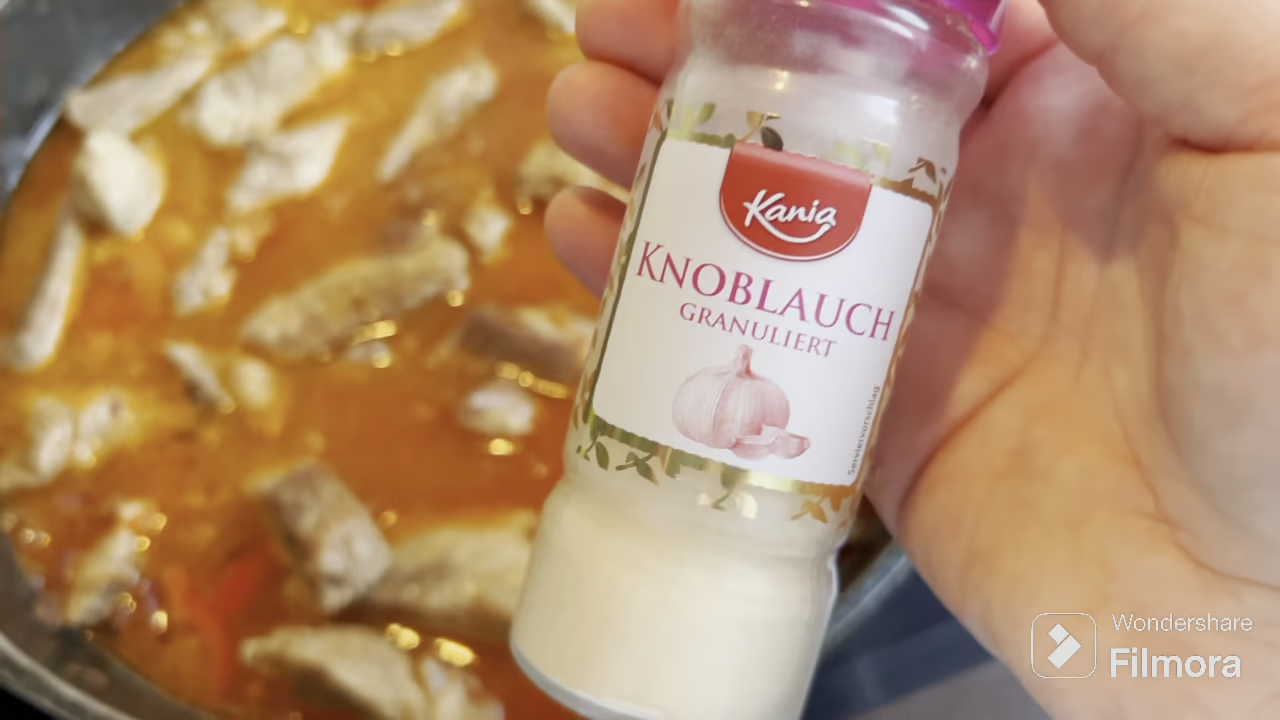 Kania
KNOBLAUCH
GRANULIERT
Serviervorschlag
Wondershare
Filmora